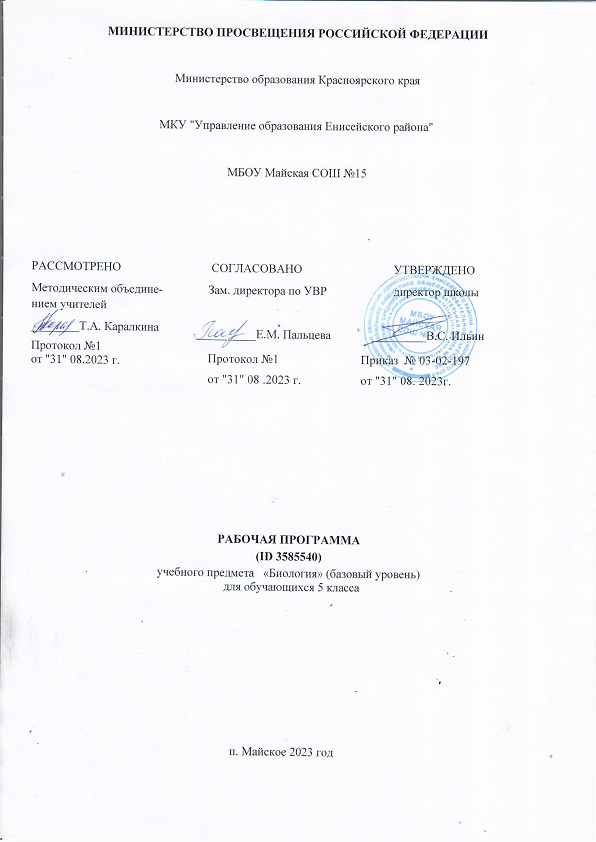 МИНИСТЕРСТВО ПРОСВЕЩЕНИЯ РОССИЙСКОЙ ФЕДЕРАЦИИ
Министерство образования Красноярского края
МКУ "Управление образования Енисейского района"
МБОУ Майская СОШ №15
РАССМОТРЕНО
Методическим объедине-
нием учителей
Т.А. Каралкина
Протокол №1
от "31" 08.2023 г.
СОГЛАСОВАНО
Зам. директора по УВР
Е.М. Пальцева
Протокол №1
от "31" 08 .2023 г.
УТВЕРЖДЕНО
директор школы
В.С. Ильин
Приказ № 03-02-197
от "31" 08. 2023г.
МБОУ
МАЙСКАЯ
СОШ
РАБОЧАЯ ПРОГРАММА
(ID 3585540)
учебного предмета «Биология» (базовый уровень)
для обучающихся 5 класса
п. Майское 2023 год